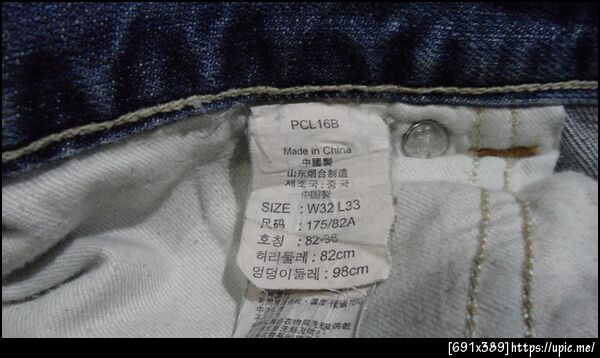 PCL16B
Made in China
中國製
山东烟台制造
제조국 : 중국
中国製
SIZE : W32 L33
尺码 : 175/82A
호칭 : 82-98
허리둘레 : 82cm
엉덩이둘레 : 98cm
[691x389]https://upic.me/